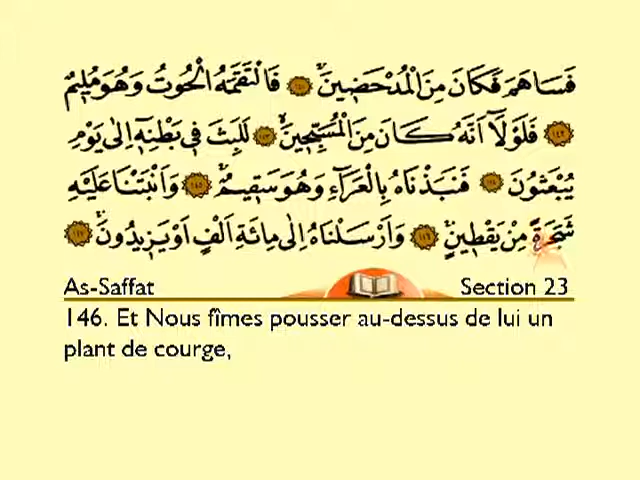 فَسَاهَمَ فَكَانَ مِنَ الْمُدْحَضِينَۚ ﴿١٤١﴾ فَالْتَقَمَهُ الْحُوتُ وَهُوَ مُلِيمٌ
﴿١٤٢﴾ فَلَوْلَٓا اَنَّهُ كَانَ مِنَ الْمُسَبِّحِينَۙ ﴿١٤٣﴾ لَلَبِثَ فِي بَطْنِهِٓ اِلٰى يَوْمِ
يُبْعَثُونَ ﴿١٤٤﴾ فَنَبَذْنَاهُ بِالْعَرَٓاءِ وَهُوَ سَقِيمٌۚ ﴿١٤٥﴾ وَاَنْبَتْنَا عَلَيْهِ
شَجَرَةً مِنْ يَقْطِينٍۚ ﴿١٤٦﴾ وَاَرْسَلْنَاهُ اِلٰى مِائَةِ اَلْفٍ اَوْ يَزِيدُونَۚ ﴿١٤٧﴾
As-Saffat Section 23
146. Et Nous fîmes pousser au-dessus de lui un
plant de courge,